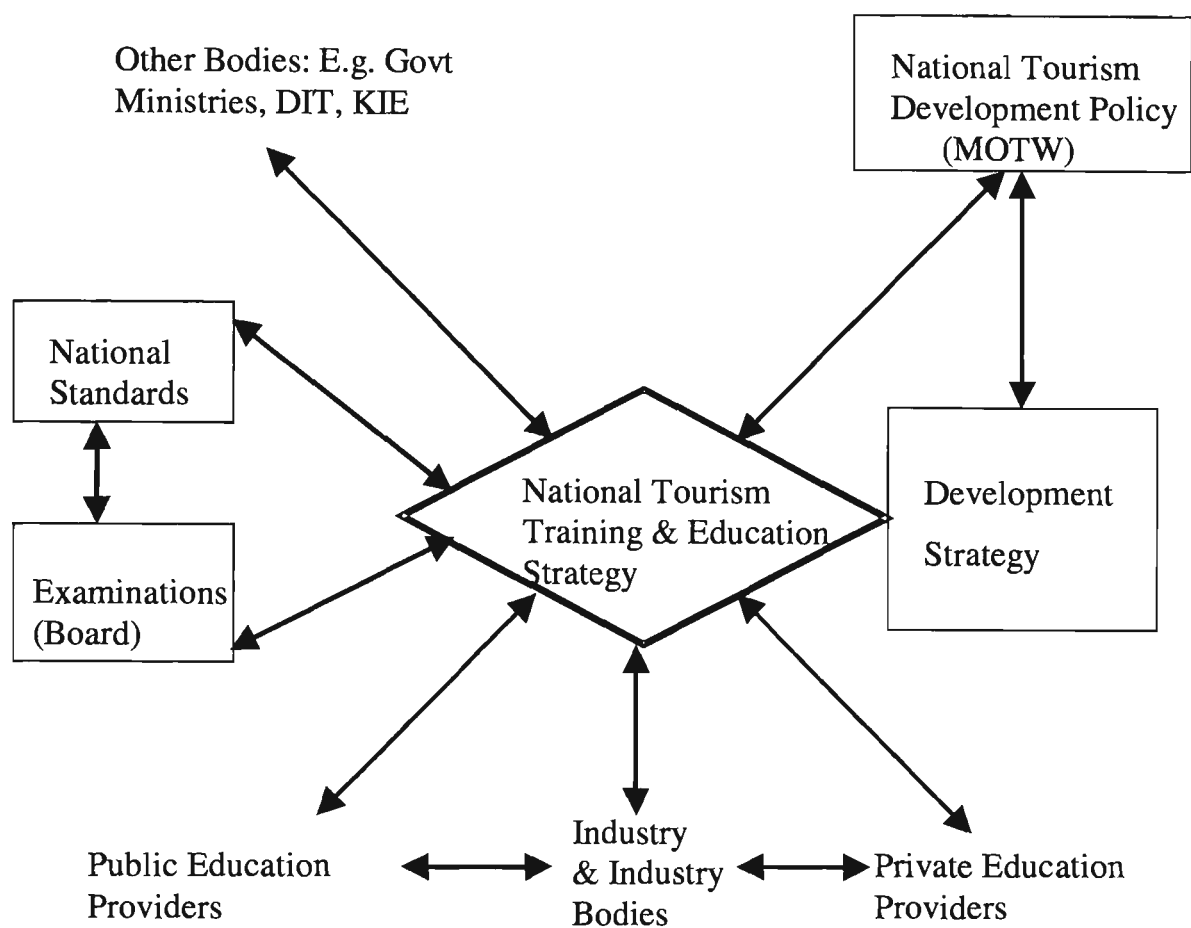 Other Bodies: E.g. Govt
Ministries, DIT, KIE
National Tourism
Development Policy
(MOTW)
National
Standards
Examinations
(Board)
National Tourism
Training & Education
Strategy
Development
Strategy
Public Education
Providers
Industry
& Industry
Bodies
Private Education
Providers